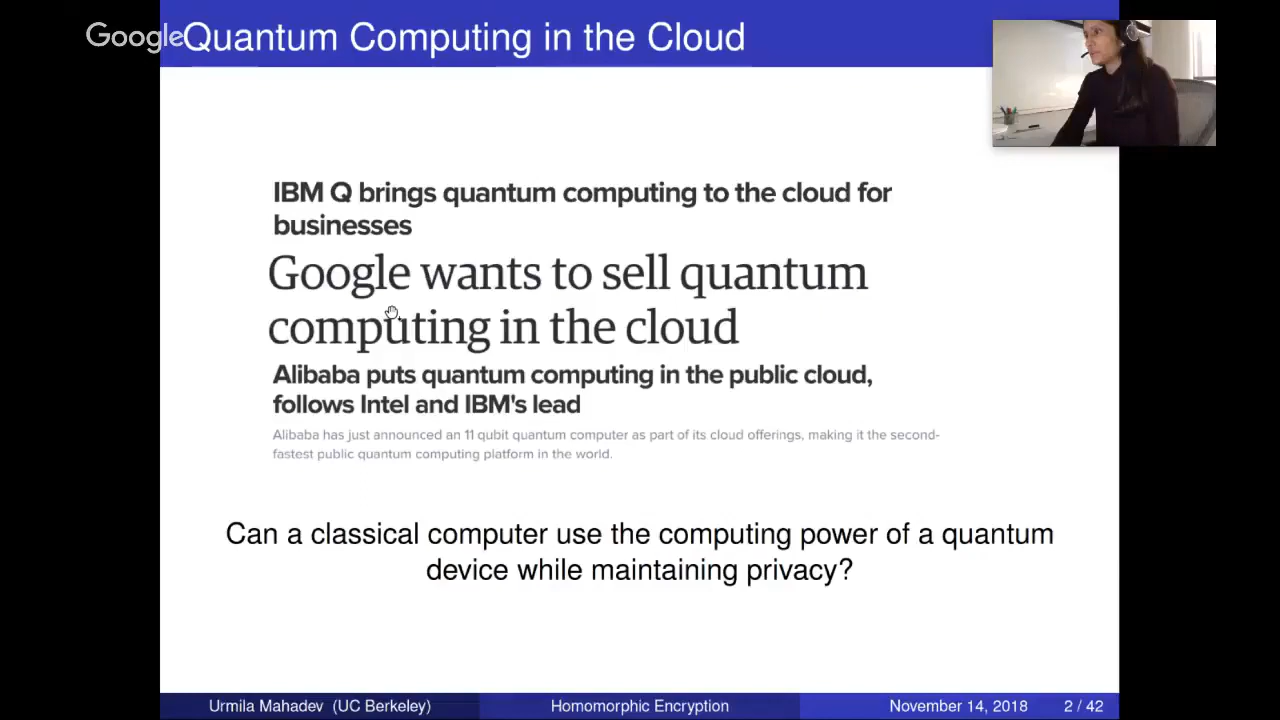 Google
Quantum Computing in the Cloud
IBM Q brings quantum computing to the cloud for
businesses
Google wants to sell quantum
computing in the cloud
Alibaba puts quantum computing in the public cloud,
follows Intel and IBM's lead
Alibaba has just announced an 11 qubit quantum computer as part of its cloud offerings, making it the second-
fastest public quantum computing platform in the world.
Can a classical computer use the computing power of a quantum
device while maintaining privacy?
Urmila Mahadev (UC Berkeley) Homomorphic Encryption November 14, 2018 2 / 42